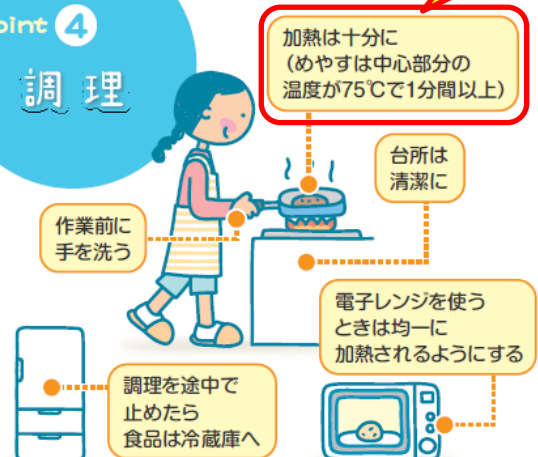 point 4
調理
加熱は十分に
(めやすは中心部分の
温度が75℃で1分間以上)
台所は
清潔に
作業前に
手を洗う
電子レンジを使う
ときは均一に
加熱されるようにする
調理を途中で
止めたら
食品は冷蔵庫へ